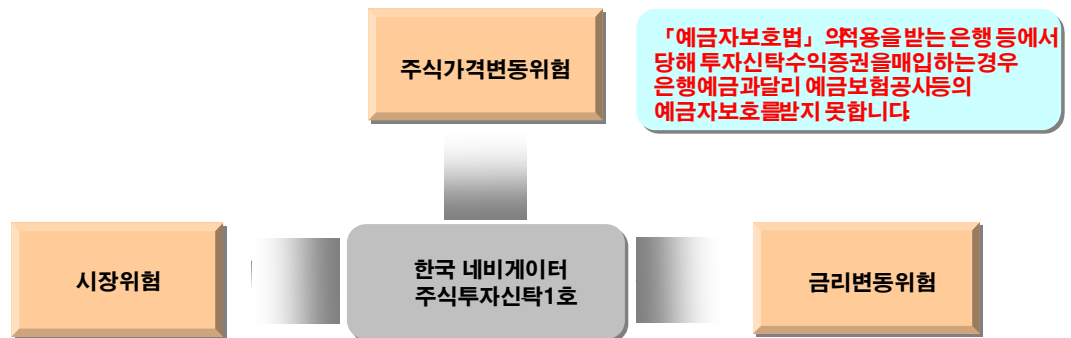 주식가격변동위험
「예금자보호법」의적용을 받는 은행 등에서
당해 투자신탁수익증권을매입하는경우
은행예금과달리 예금보험공사등의
예금자보호를받지 못합니다.
시장위험
한국 네비게이터
주식투자신탁1호
금리변동위험